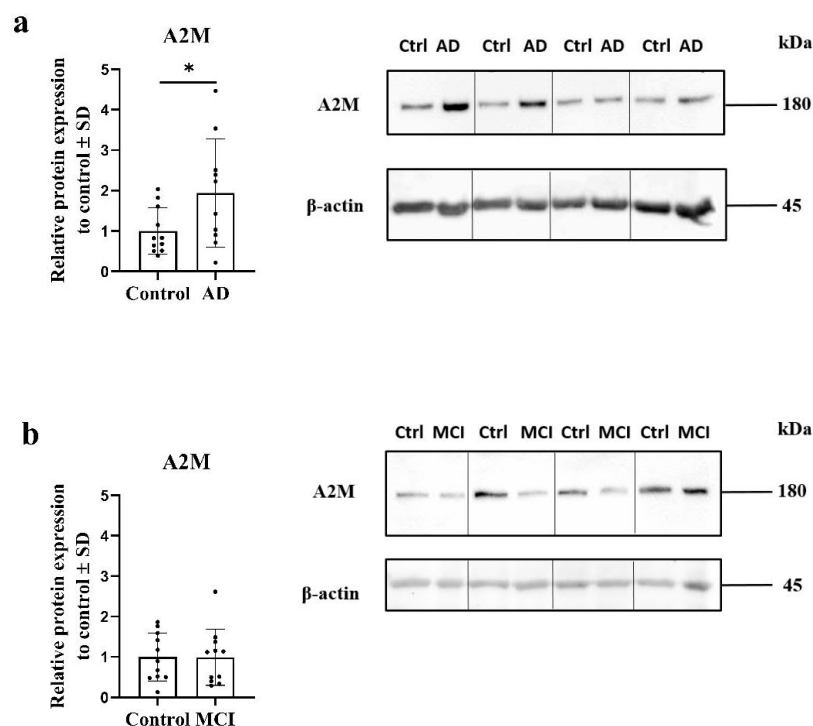 a
A2M
Relative protein expression
to control ± SD
5
4
3
2
1
0
Control AD
*
Ctrl AD Ctrl AD Ctrl AD Ctrl AD kDa
A2M 180
β-actin 45
b
A2M
Relative protein expression
to control ± SD
5
4
3
2
1
0
Control MCI
Ctrl MCI Ctrl MCI Ctrl MCI Ctrl MCI kDa
A2M 180
β-actin 45